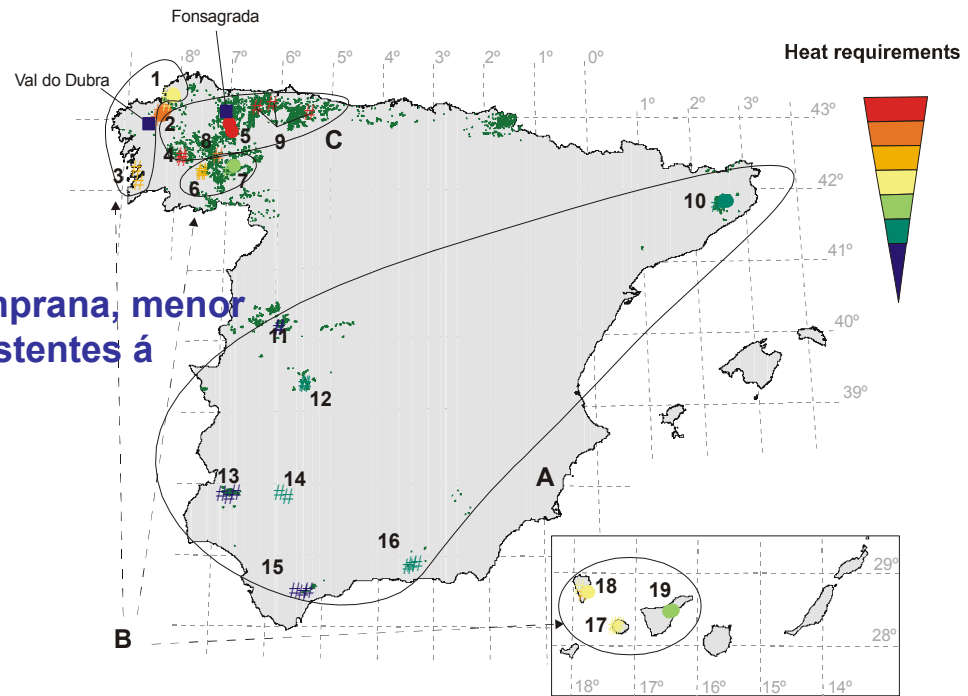 Fonsagrada
Heat requirements
Val do Dubra
1
8º 7º 6º 5º 4º 3º 2º 1º 0º
1º 2º 3º
43º
2
8
5
9
C
4
3
6
7
42º
10
41º
mprana, menor
stentes á
11
40º
12
39º
13
14
A
15
16
B
29º
18
19
17
28º
18º 17º 16º 15º 14º